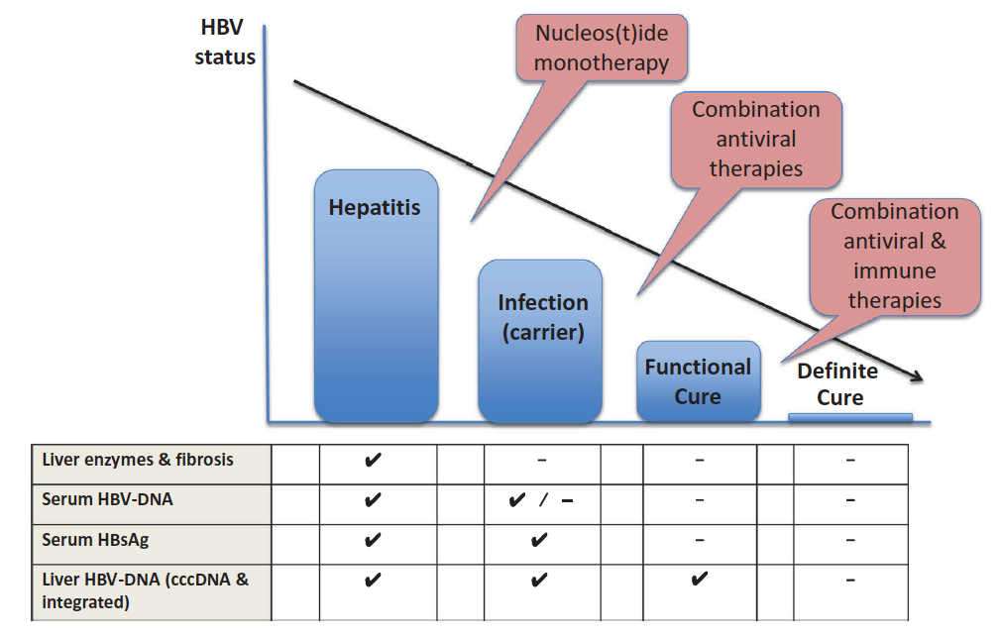 HBV
status
Nucleos(t)ide
monotherapy
Combination
antiviral
therapies
Combination
antiviral &
immune
therapies
Hepatitis
Infection
(carrier)
Functional
Cure
Definite
Cure
Liver enzymes & fibrosis ✔ – – –
Serum HBV-DNA ✔ ✔ / – – –
Serum HBsAg ✔ ✔ – –
Liver HBV-DNA (cccDNA & ✔ ✔ ✔ –
integrated)